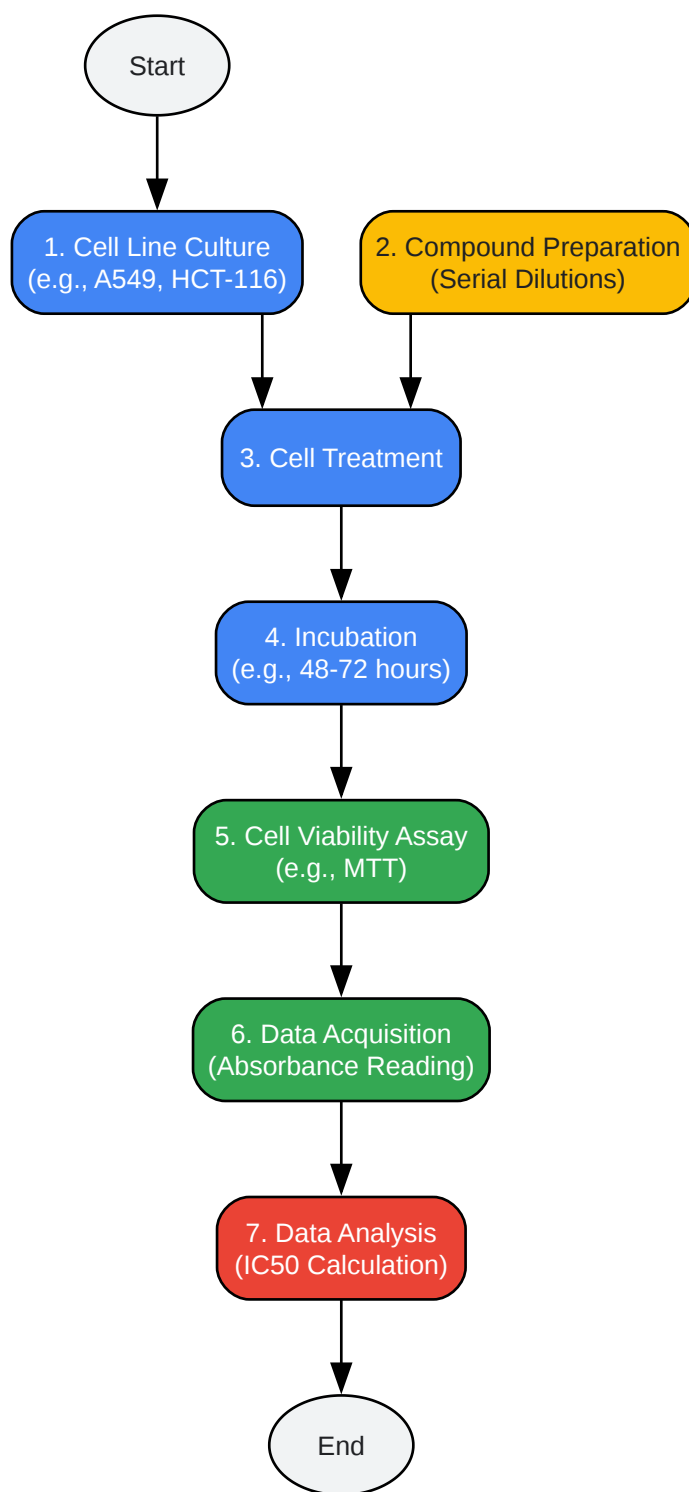 Start
1. Cell Line Culture
(e.g., A549, HCT-116)
2. Compound Preparation
(Serial Dilutions)
3. Cell Treatment
4. Incubation
(e.g., 48-72 hours)
5. Cell Viability Assay
(e.g., MTT)
6. Data Acquisition
(Absorbance Reading)
7. Data Analysis
(IC50 Calculation)
End